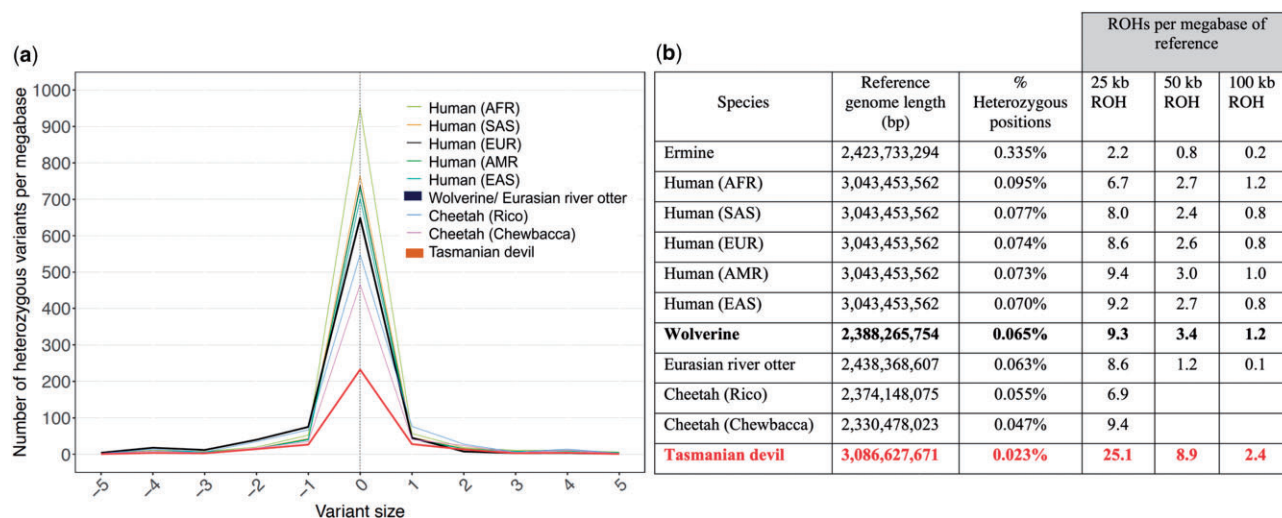 (a)
Number of heterozygous variants per megabase
1000
900
800
700
600
500
400
300
200
100
0
Human (AFR)
Human (SAS)
Human (EUR)
Human (AMR
Human (EAS)
Wolverine/ Eurasian river otter
Cheetah (Rico)
Cheetah (Chewbacca)
Tasmanian devil
−5 −4 −3 −2 −1 0 1 2 3 4 5
Variant size
(b)
ROHs per megabase of
reference
Species Reference genome length (bp) % Heterozygous positions 25 kb ROH 50 kb ROH 100 kb ROH
Ermine 2,423,733,294 0.335% 2.2 0.8 0.2
Human (AFR) 3,043,453,562 0.095% 6.7 2.7 1.2
Human (SAS) 3,043,453,562 0.077% 8.0 2.4 0.8
Human (EUR) 3,043,453,562 0.074% 8.6 2.6 0.8
Human (AMR) 3,043,453,562 0.073% 9.4 3.0 1.0
Human (EAS) 3,043,453,562 0.070% 9.2 2.7 0.8
Wolverine 2,388,265,754 0.065% 9.3 3.4 1.2
Eurasian river otter 2,438,368,607 0.063% 8.6 1.2 0.1
Cheetah (Rico) 2,374,148,075 0.055% 6.9
Cheetah (Chewbacca) 2,330,478,023 0.047% 9.4
Tasmanian devil 3,086,627,671 0.023% 25.1 8.9 2.4